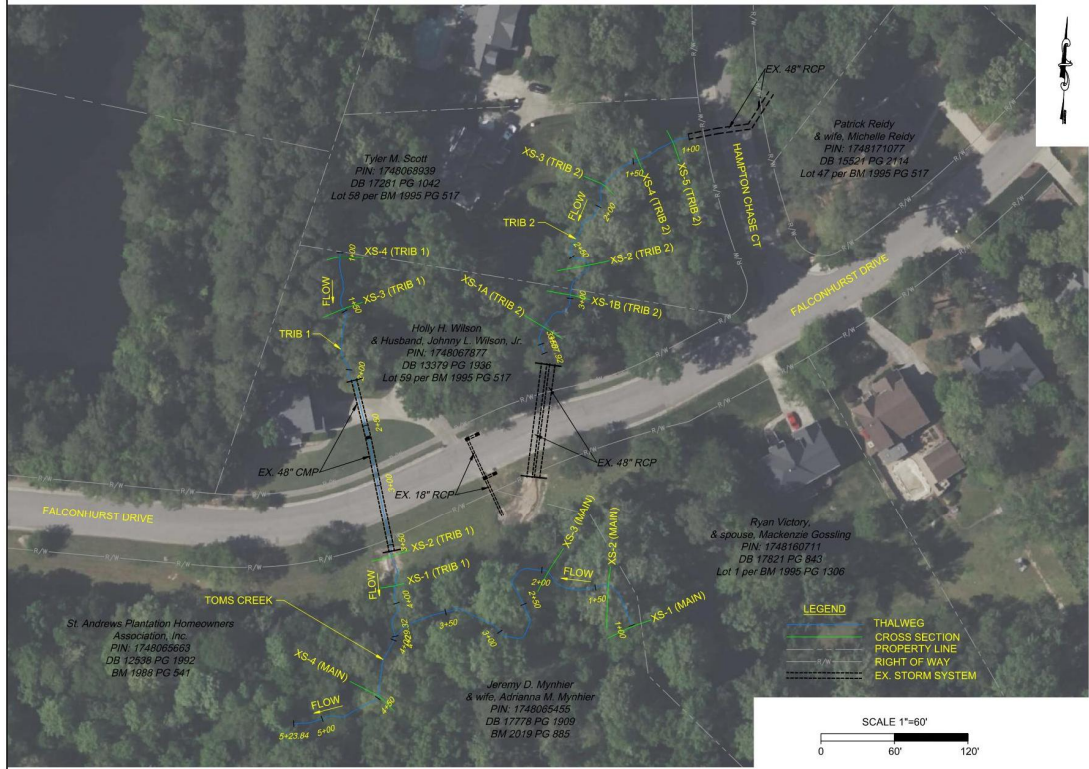 EX. 48" RCP
Patrick Reidy
& wife, Michelle Reidy
PIN: 1748171077
DB 15521 PG 2114
Lot 47 per BM 1995 PG 517
Tyler M. Scott
PIN: 1748068939
DB 17281 PG 1042
Lot 58 per BM 1995 PG 517
XS-3 (TRIB 2)
1+00
1+50
XS-4 (TRIB 2)
XS-5 (TRIB 2)
HAMPTON CHASE CT
FLOW
2+00
TRIB 2
2+50
XS-2 (TRIB 2)
1+00
XS-4 (TRIB 1)
FLOW
1+50
XS-3 (TRIB 1)
XS-1A (TRIB 2)
3+00
XS-1B (TRIB 2)
FALCONHURST DRIVE
TRIB 1
Holly H. Wilson
& Husband, Johnny L. Wilson, Jr.
PIN: 1748067877
DB 13379 PG 1936
Lot 59 per BM 1995 PG 517
2+00
2+50
3+00
EX. 48" CMP
EX. 18" RCP
EX. 48" RCP
R/W
FALCONHURST DRIVE
3+50
XS-2 (TRIB 1)
XS-1 (TRIB 1)
FLOW
4+00
XS-3 (MAIN)
XS-2 (MAIN)
Ryan Victory,
& spouse, Mackenzie Gossling
PIN: 1748160711
DB 17821 PG 843
Lot 1 per BM 1995 PG 1306
FLOW
2+00
1+50
2+50
1+00
XS-1 (MAIN)
TOMS CREEK
3+50
3+00
St. Andrews Plantation Homeowners
Association, Inc.
PIN: 1748065663
DB 12538 PG 1992
BM 1988 PG 541
XS-4 (MAIN)
4+50
FLOW
5+00
5+23.84
Jeremy D. Mynhier
& wife, Adrianna M. Mynhier
PIN: 1748065455
DB 17778 PG 1909
BM 2019 PG 885
LEGEND
THALWEG
CROSS SECTION
PROPERTY LINE
R/W RIGHT OF WAY
EX. STORM SYSTEM
SCALE 1"=60'
0 60' 120'